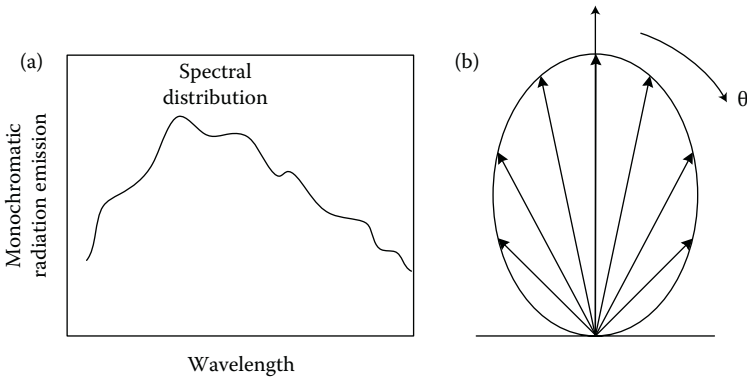 (a)
Spectral
distribution
Monochromatic
radiation emission
Wavelength
(b)
θ